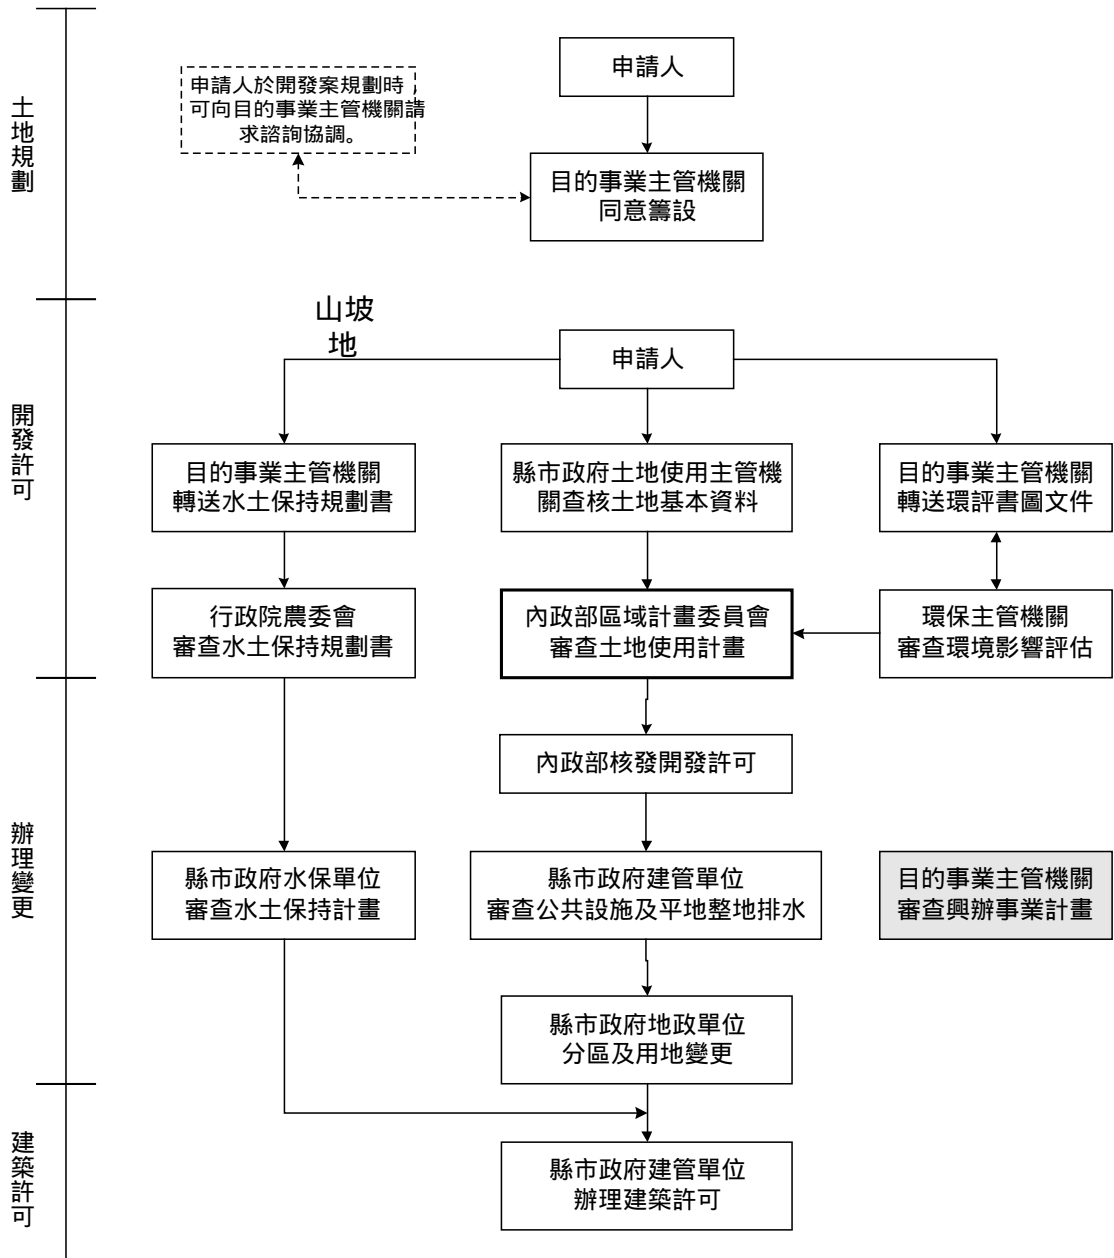 土地規劃
申請人
申請人於開發案規劃時
可向目的事業主管機關請
求諮詢協調。
目的事業主管機關
同意籌設
開發許可
山坡
地
申請人
目的事業主管機關
轉送水土保持規劃書
縣市政府土地使用主管機
關查核土地基本資料
目的事業主管機關
轉送環評書圖文件
行政院農委會
審查水土保持規劃書
內政部區域計畫委員會
審查土地使用計畫
環保主管機關
審查環境影響評估
辦理變更
內政部核發開發許可
縣市政府水保單位
審查水土保持計畫
縣市政府建管單位
審查公共設施及平地整地排水
目的事業主管機關
審查興辦事業計畫
縣市政府地政單位
分區及用地變更
建築許可
縣市政府建管單位
辦理建築許可